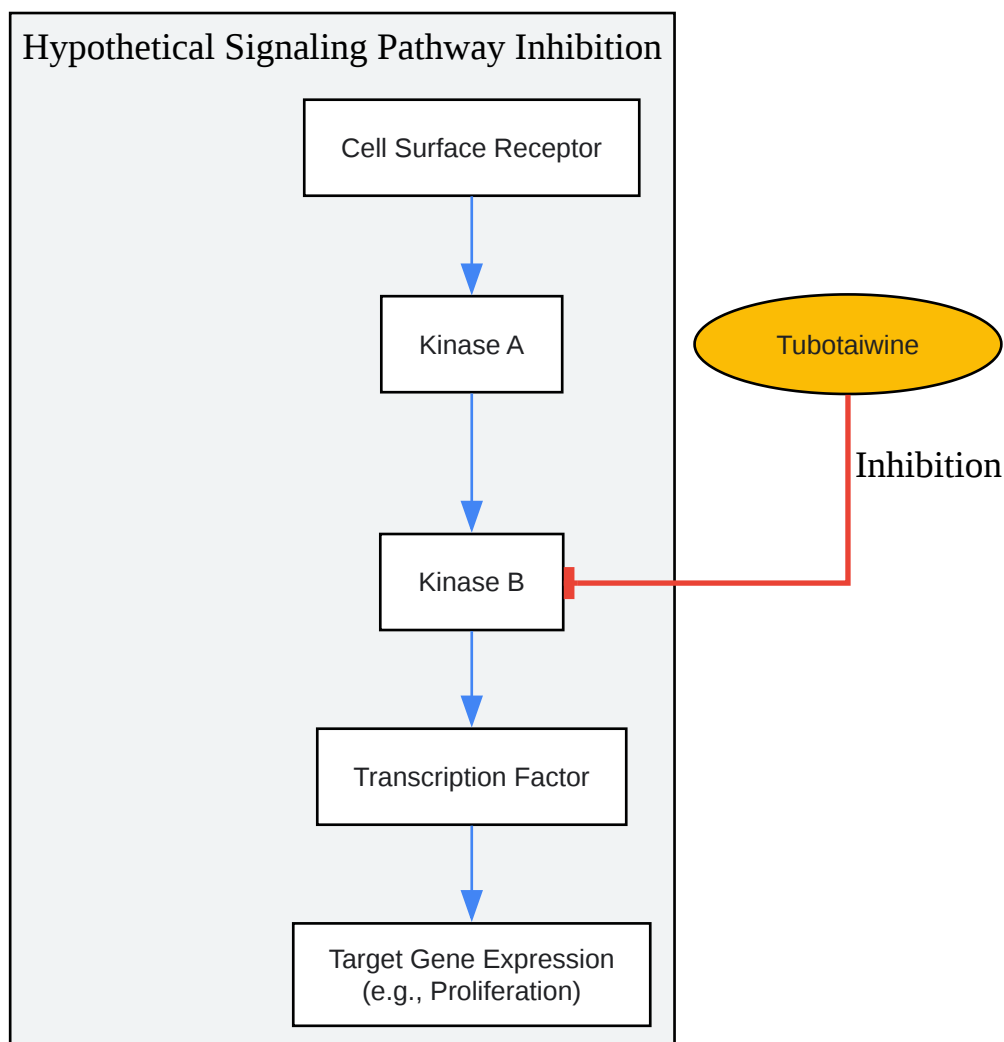 Hypothetical Signaling Pathway Inhibition
Cell Surface Receptor
Kinase A
Tubotaiwine
Inhibition
Kinase B
Transcription Factor
Target Gene Expression
(e.g., Proliferation)